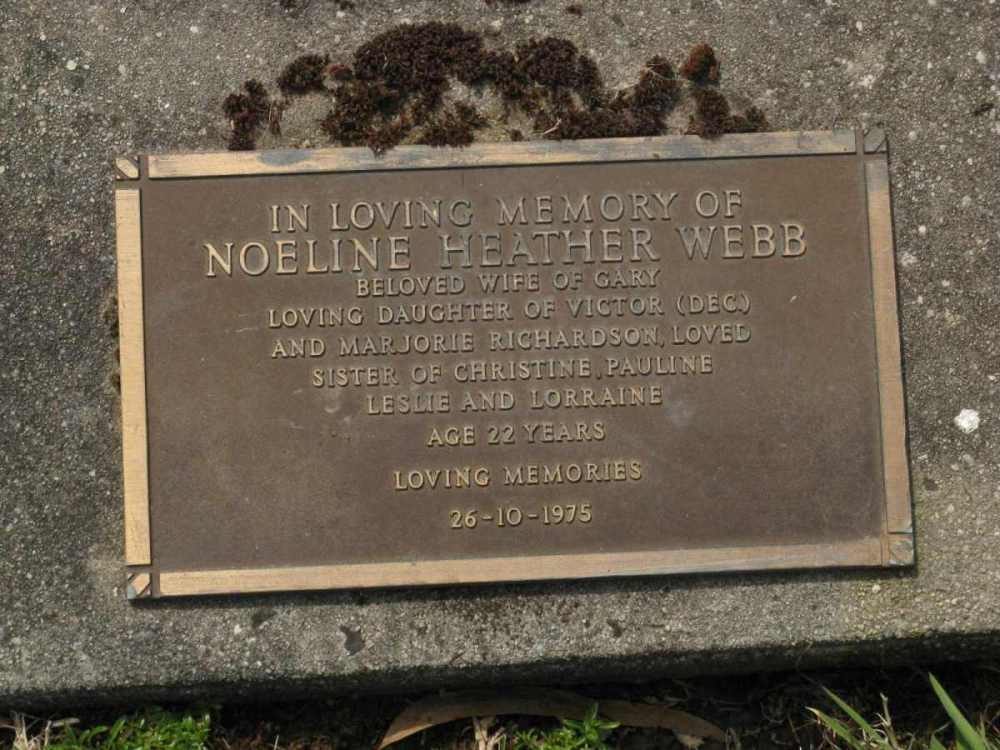 IN LOVING MEMORY OF
NOELINE HEATHER WEBB
BELOVED WIFE OF GARY
LOVING DAUGHTER OF VICTOR (DEC.)
AND MARJORIE RICHARDSON, LOVED
SISTER OF CHRISTINE, PAULINE
LESLIE AND LORRAINE
AGE 22 YEARS
LOVING MEMORIES
26-10-1975